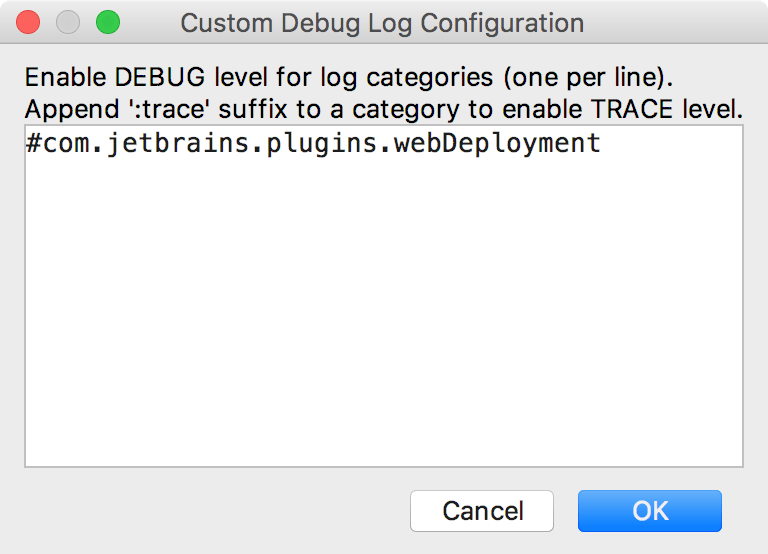 Custom Debug Log Configuration
Enable DEBUG level for log categories (one per line).
Append ':trace' suffix to a category to enable TRACE level.
#com.jetbrains.plugins.webDeployment
Cancel OK